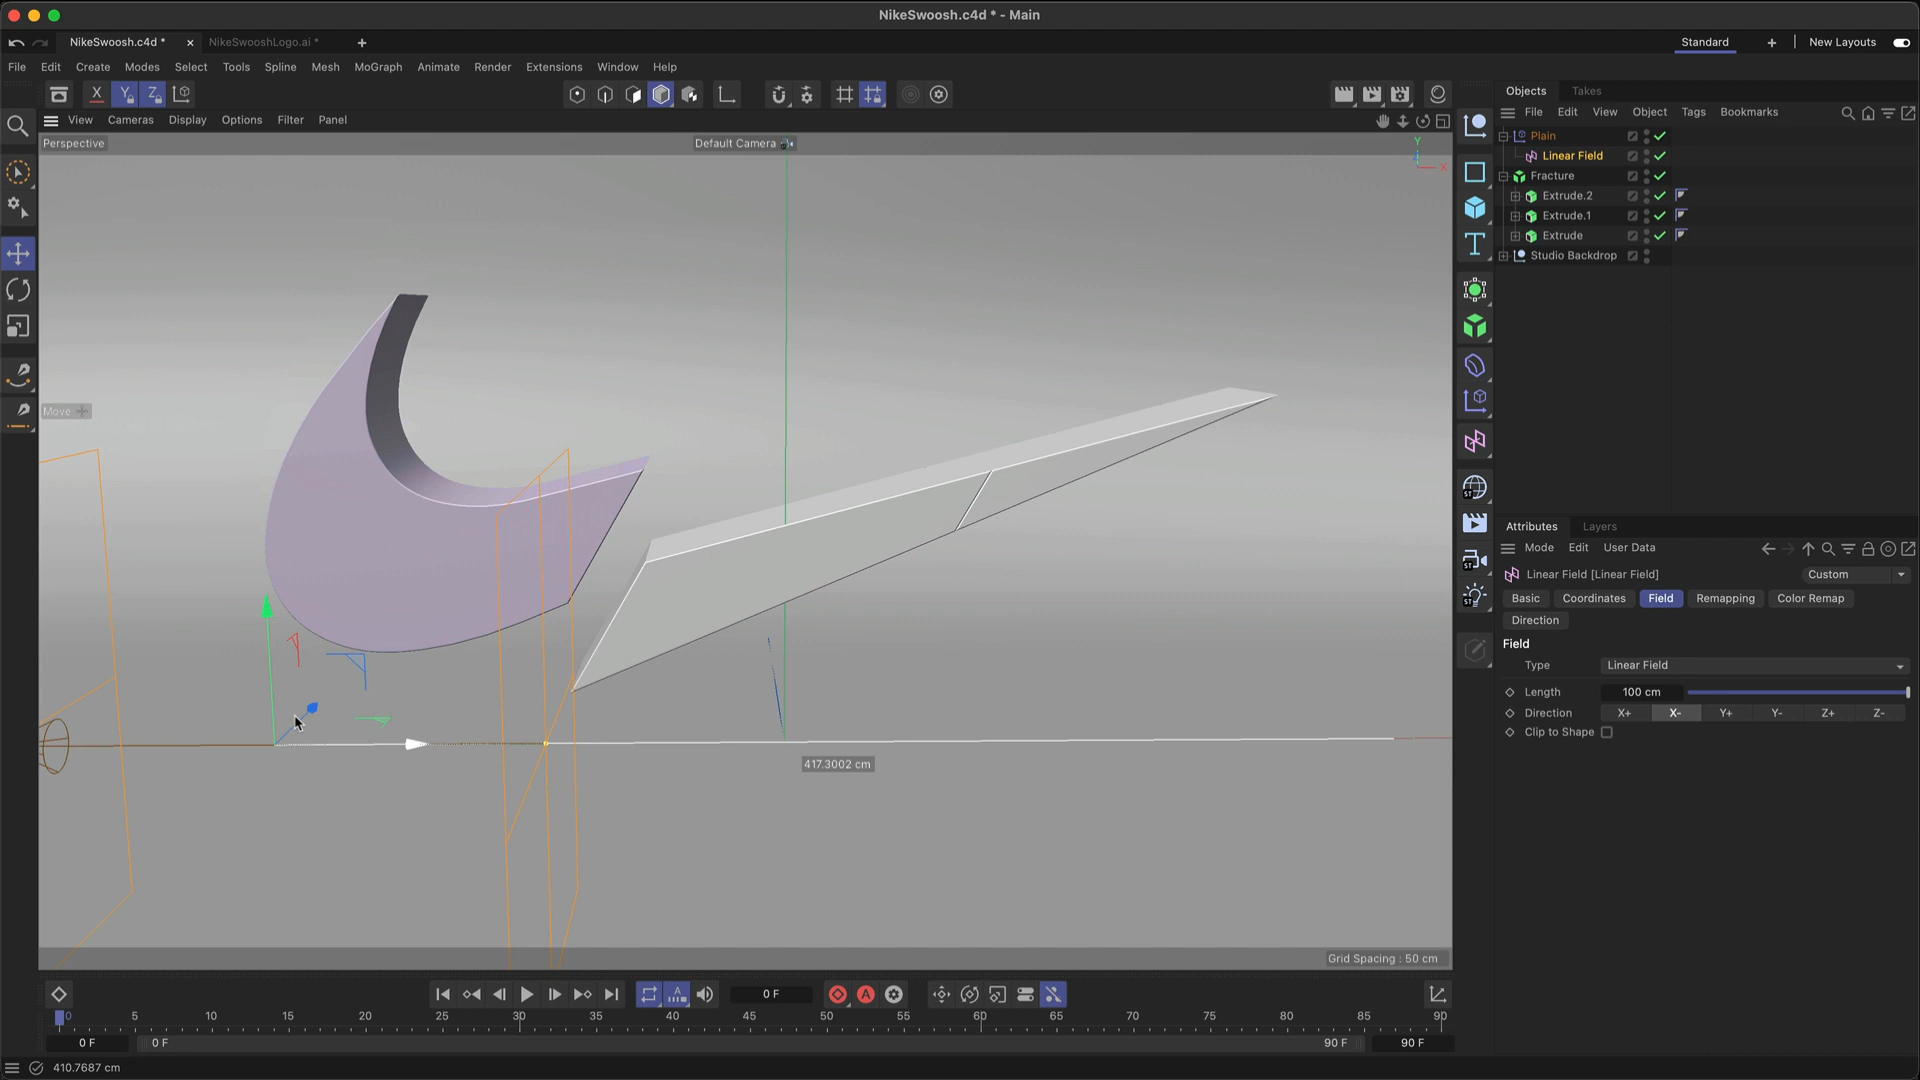 NikeSwoosh.c4d * - Main
NikeSwoosh.c4d *
NikeSwooshLogo.ai *
Standard
New Layouts
File Edit Create Modes Select Tools Spline Mesh MoGraph Animate Render Extensions Window Help
X Y Z
View Cameras Display Options Filter Panel
Perspective
Default Camera
Y
X
Move
417.3002 cm
Grid Spacing : 50 cm
ST
ST
ST
Objects Takes
File Edit View Object Tags Bookmarks
Plain
Linear Field
Fracture
Extrude.2
Extrude.1
Extrude
Studio Backdrop
Attributes Layers
Mode Edit User Data
Linear Field [Linear Field]
Custom
Basic Coordinates Field Remapping Color Remap
Direction
Field
Type Linear Field
Length 100 cm
Direction X+ X- Y+ Y- Z+ Z-
Clip to Shape
A
0 F
A
0 5 10 15 20 25 30 35 40 45 50 55 60 65 70 75 80 85 90
0 F 0 F 90 F 90 F
410.7687 cm